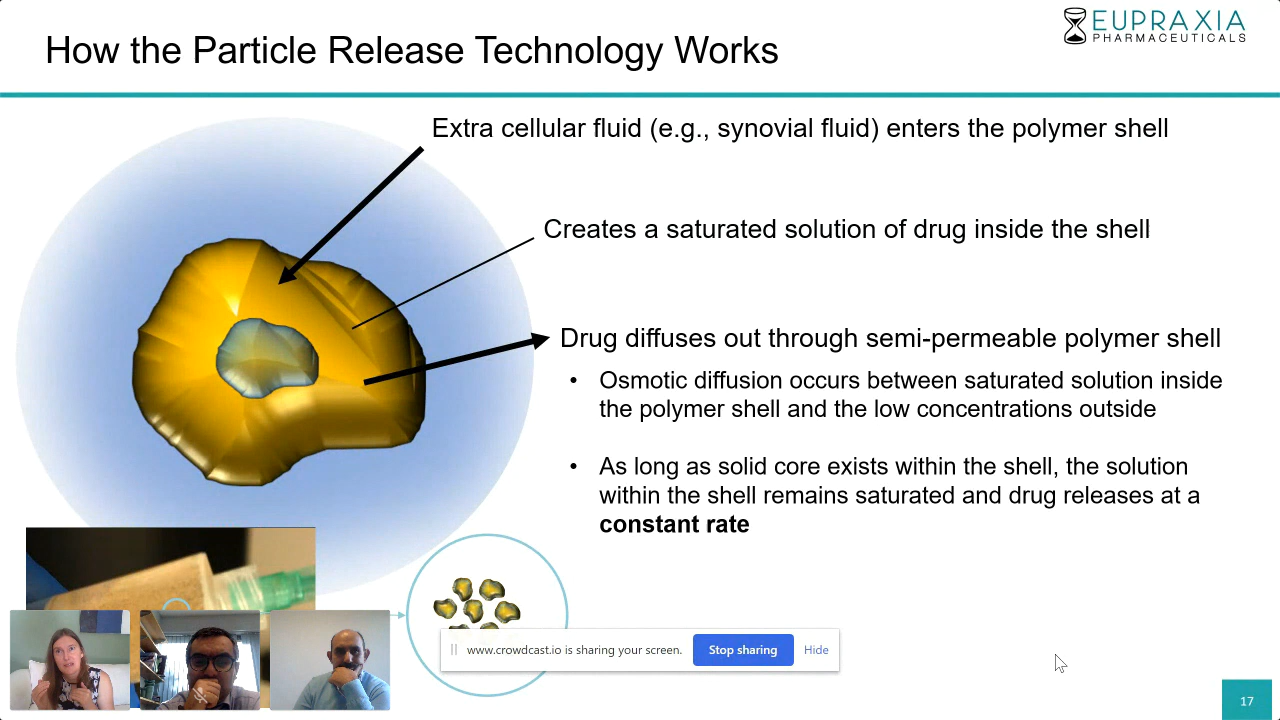 How the Particle Release Technology Works
EUPRAXIA
PHARMACEUTICALS
Extra cellular fluid (e.g., synovial fluid) enters the polymer shell
Creates a saturated solution of drug inside the shell
Drug diffuses out through semi-permeable polymer shell
• Osmotic diffusion occurs between saturated solution inside
the polymer shell and the low concentrations outside
• As long as solid core exists within the shell, the solution
within the shell remains saturated and drug releases at a
constant rate
www.crowdcast.io is sharing your screen.
Stop sharing
Hide
17